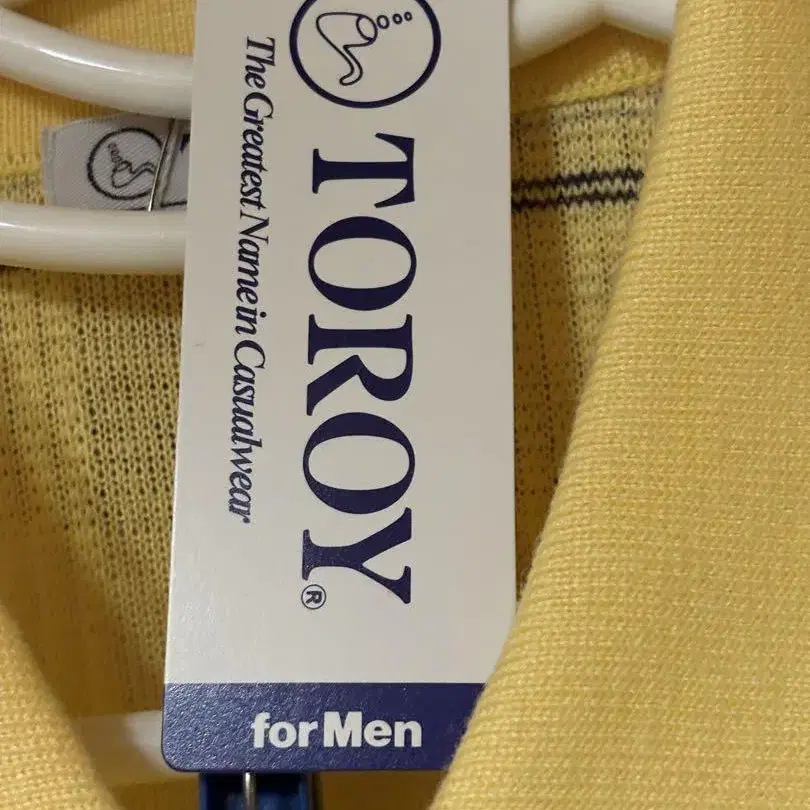 TOROY®
The Greatest Name in Casualwear
for Men